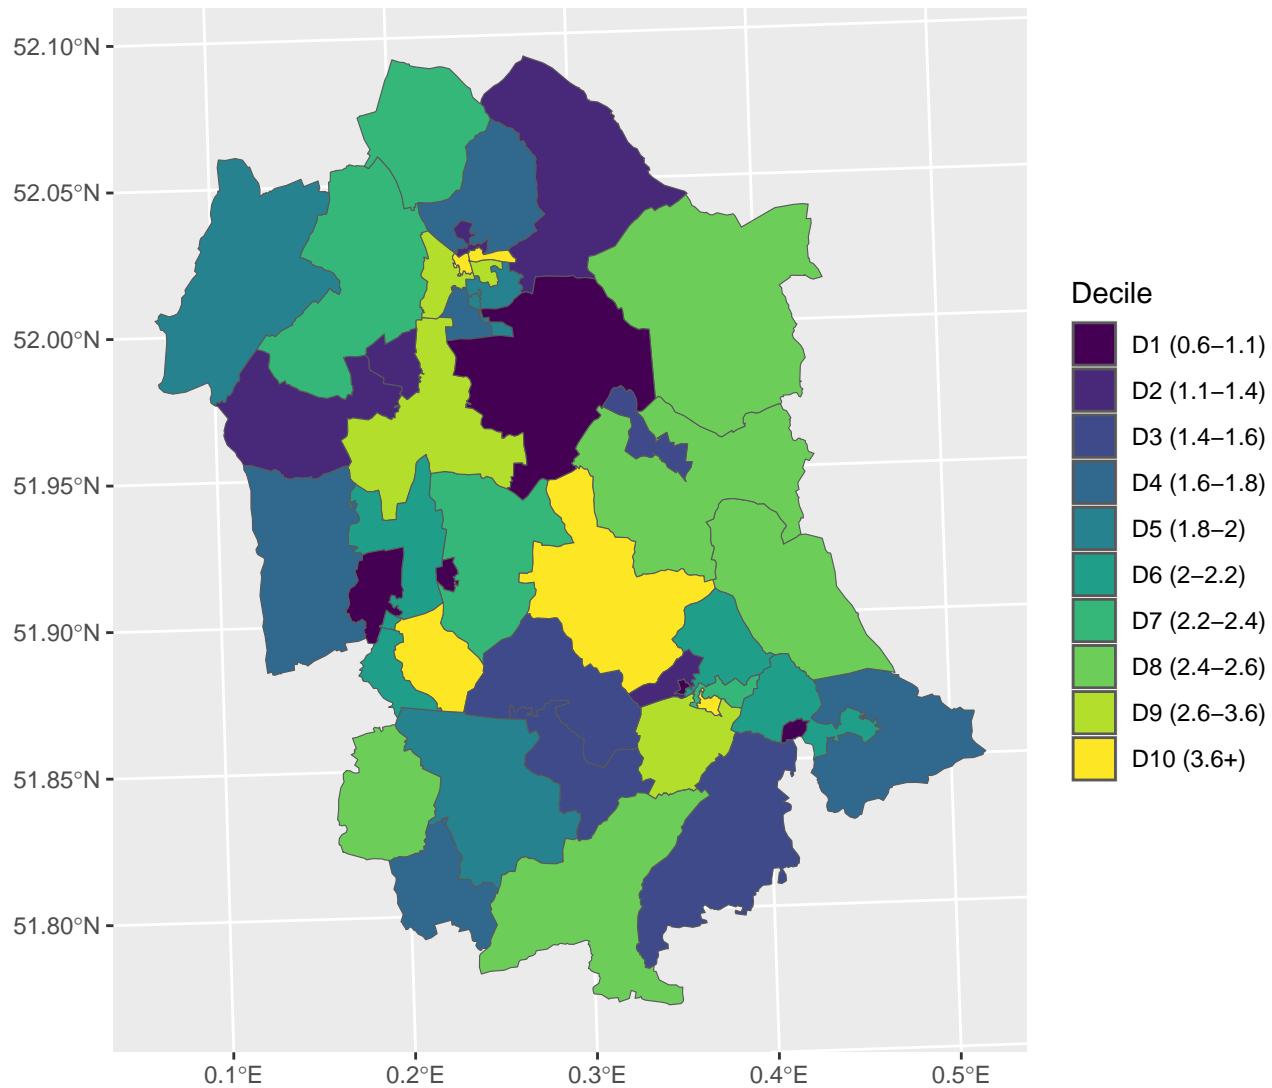 52.10°N
52.05°N
52.00°N
51.95°N
51.90°N
51.85°N
51.80°N
0.1°E
0.2°E
0.3°E
0.4°E
0.5°E
Decile
D1 (0.6–1.1)
D2 (1.1–1.4)
D3 (1.4–1.6)
D4 (1.6–1.8)
D5 (1.8–2)
D6 (2–2.2)
D7 (2.2–2.4)
D8 (2.4–2.6)
D9 (2.6–3.6)
D10 (3.6+)